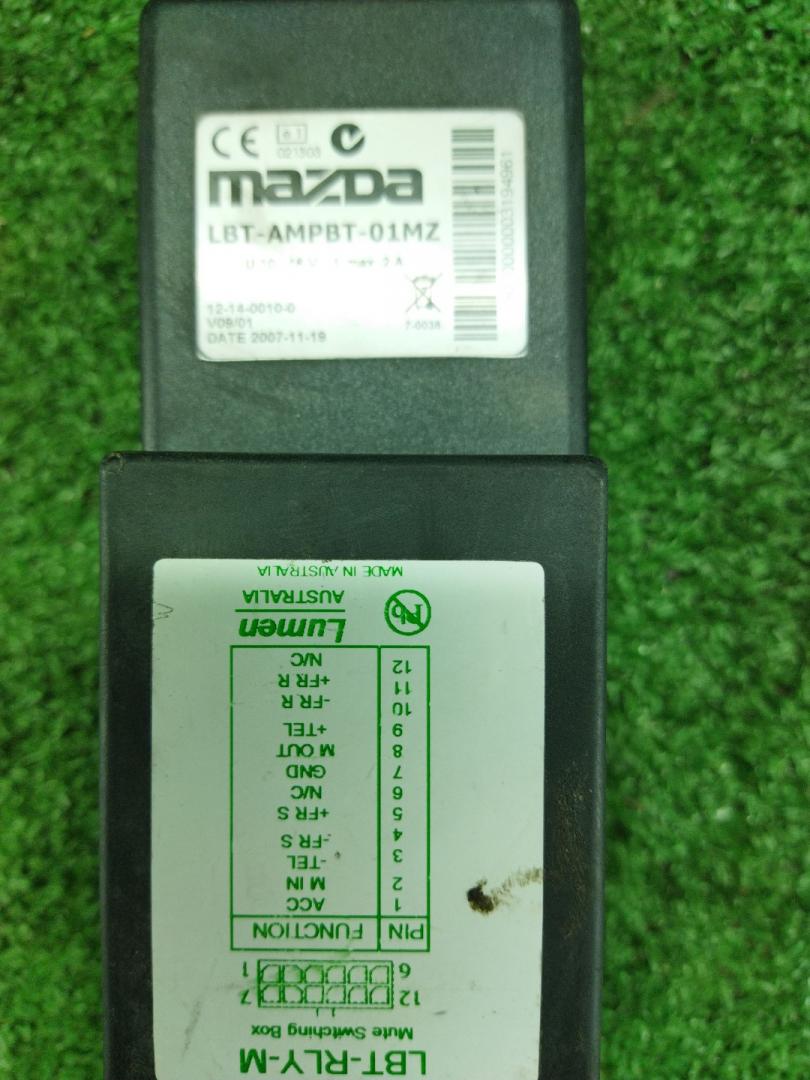 CE e1 021303
mazda
LBT-AMPBT-01MZ
max. 2 A
12-14-0010-0
V09/01
DATE 2007-11-19
7-0038
LBT-RLY-M
Mute Switching Box
12 7
6 1
PIN FUNCTION
1 ACC
2 M IN
3 -TEL
4 -FR S
5 +FR S
6 N/C
7 GND
8 M OUT
9 +TEL
10 -FR R
11 +FR R
12 N/C
Pb Lumen
AUSTRALIA
MADE IN AUSTRALIA